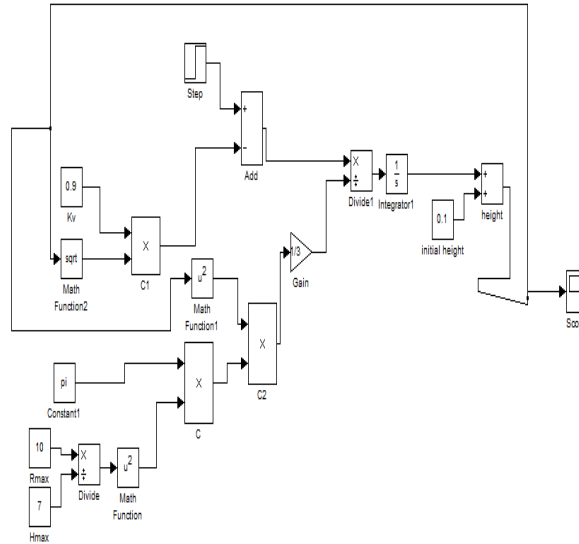 Step
+
−
Add
0.9
Kv
X
C1
sqrt
Math
Function2
X
÷
Divide1
1
s
Integrator1
+
+
height
0.1
initial height
1/3
Gain
u2
Math
Function1
X
C2
pi
Constant1
X
C
10
Rmax
X
÷
Divide
u2
Math
Function
7
Hmax